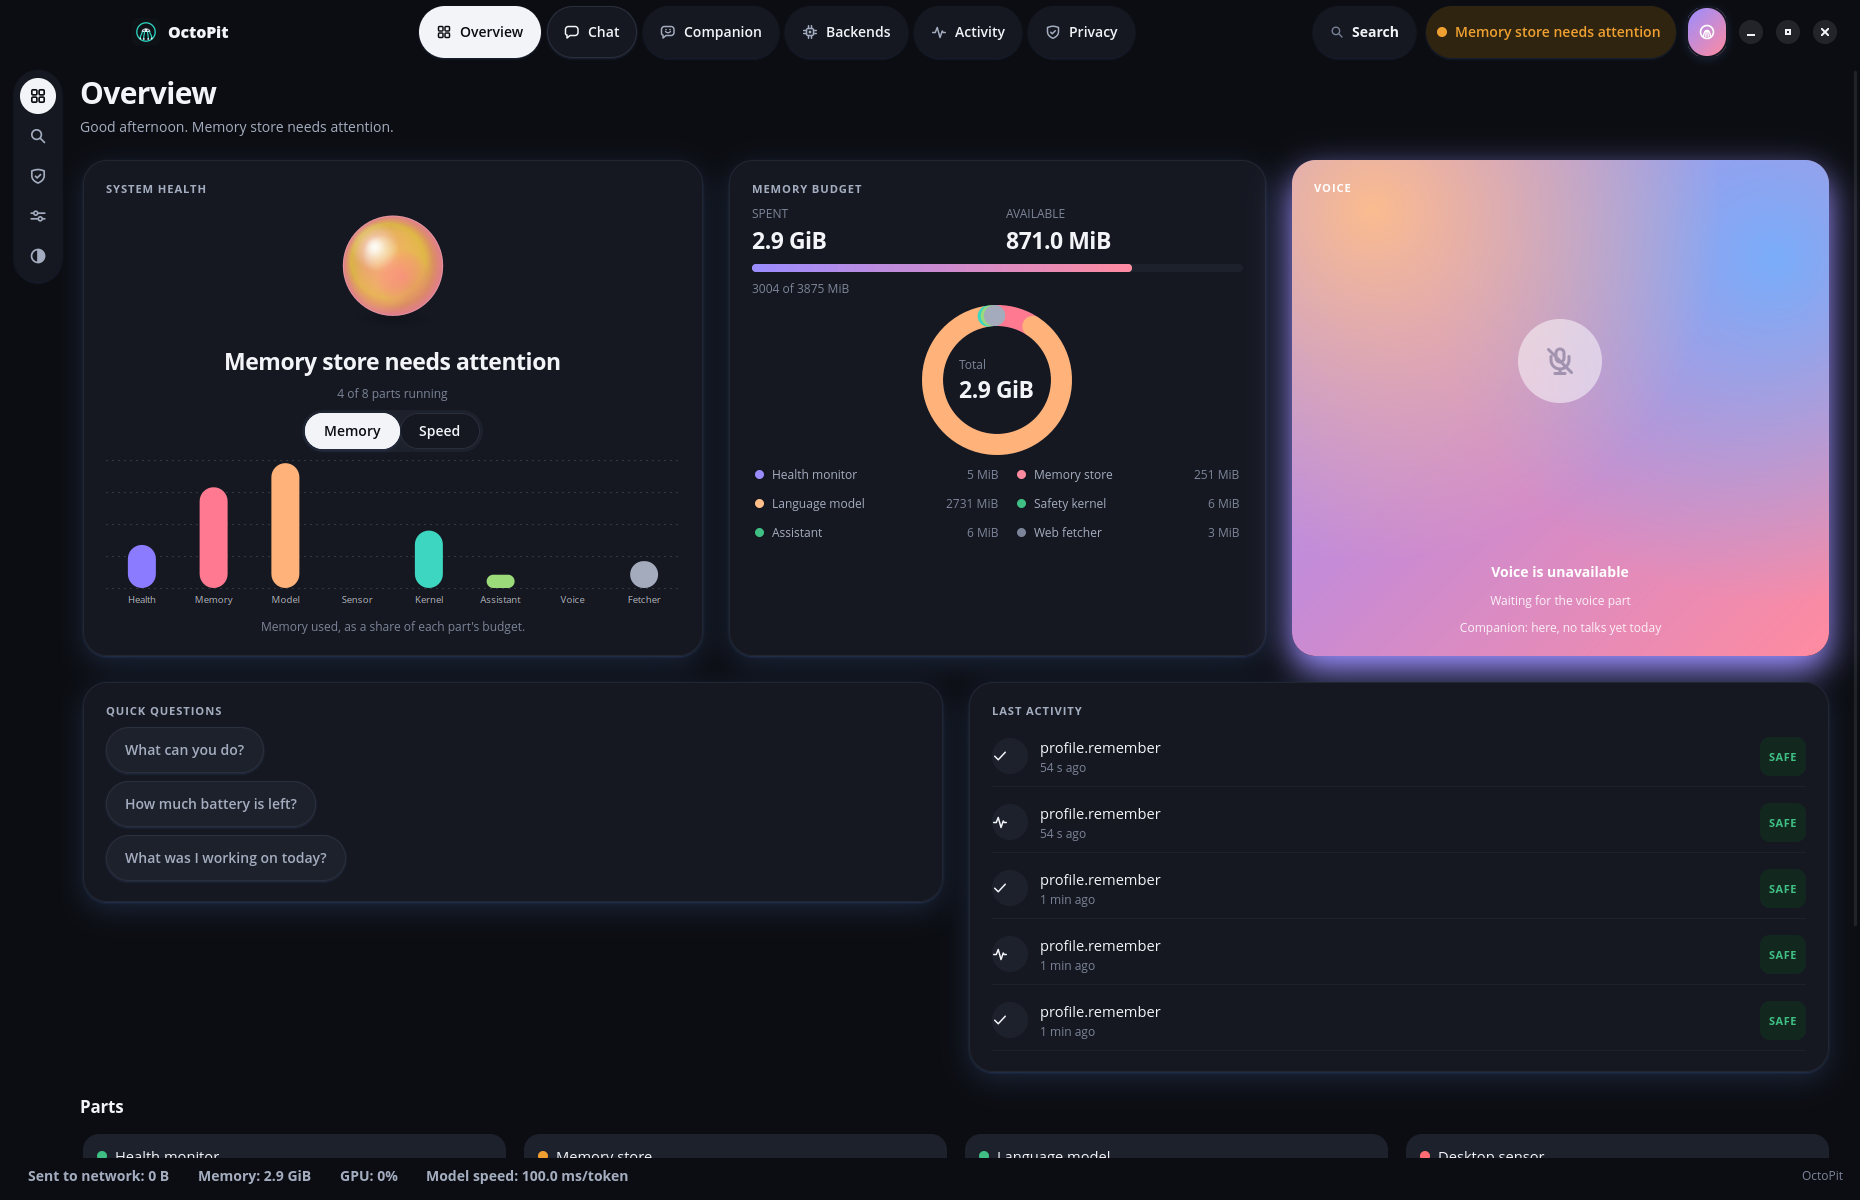 OctoPit
Overview
Chat
Companion
Backends
Activity
Privacy
Search
Memory store needs attention
Overview
Good afternoon. Memory store needs attention.
SYSTEM HEALTH
Memory store needs attention
4 of 8 parts running
Memory
Speed
Health
Memory
Model
Sensor
Kernel
Assistant
Voice
Fetcher
Memory used, as a share of each part's budget.
MEMORY BUDGET
SPENT
2.9 GiB
AVAILABLE
871.0 MiB
3004 of 3875 MiB
Total
2.9 GiB
Health monitor 5 MiB
Memory store 251 MiB
Language model 2731 MiB
Safety kernel 6 MiB
Assistant 6 MiB
Web fetcher 3 MiB
VOICE
Voice is unavailable
Waiting for the voice part
Companion: here, no talks yet today
QUICK QUESTIONS
What can you do?
How much battery is left?
What was I working on today?
LAST ACTIVITY
profile.remember
54 s ago
SAFE
profile.remember
54 s ago
SAFE
profile.remember
1 min ago
SAFE
profile.remember
1 min ago
SAFE
profile.remember
1 min ago
SAFE
Parts
Health monitor
Memory store
Language model
Desktop sensor
Sent to network: 0 B
Memory: 2.9 GiB
GPU: 0%
Model speed: 100.0 ms/token
OctoPit